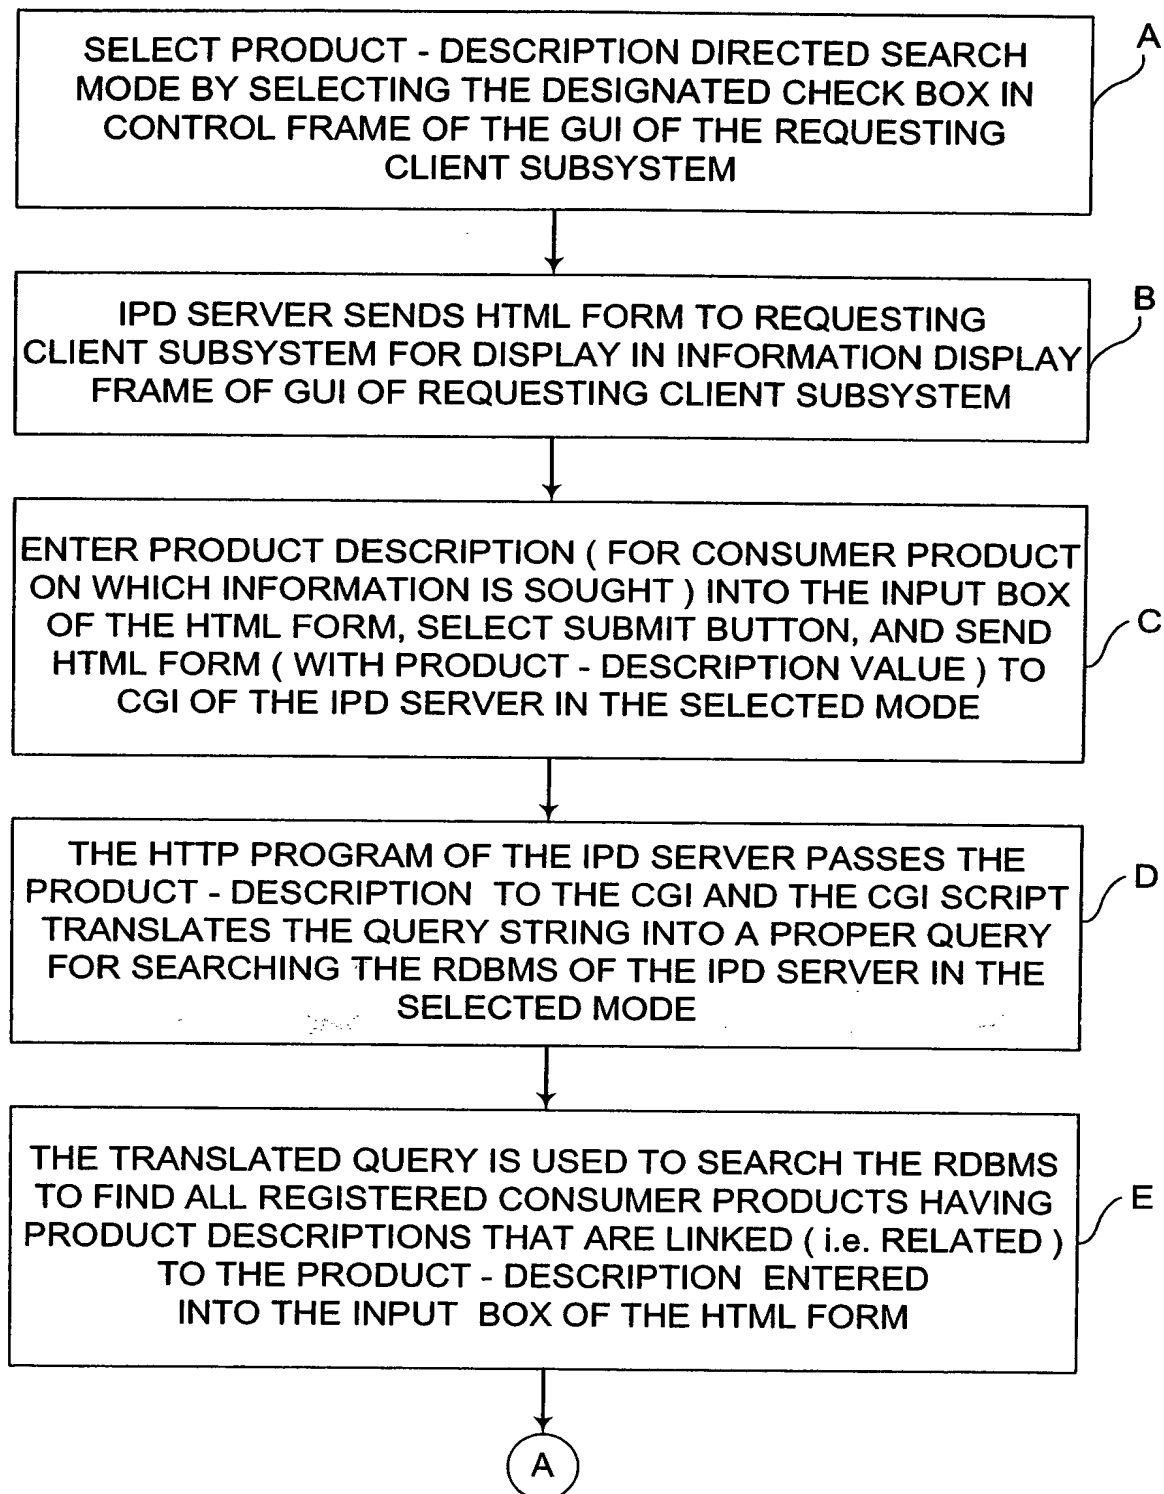 SELECT PRODUCT - DESCRIPTION DIRECTED SEARCH
MODE BY SELECTING THE DESIGNATED CHECK BOX IN
CONTROL FRAME OF THE GUI OF THE REQUESTING
CLIENT SUBSYSTEM
A
IPD SERVER SENDS HTML FORM TO REQUESTING
CLIENT SUBSYSTEM FOR DISPLAY IN INFORMATION DISPLAY
FRAME OF GUI OF REQUESTING CLIENT SUBSYSTEM
B
ENTER PRODUCT DESCRIPTION ( FOR CONSUMER PRODUCT
ON WHICH INFORMATION IS SOUGHT ) INTO THE INPUT BOX
OF THE HTML FORM, SELECT SUBMIT BUTTON, AND SEND
HTML FORM ( WITH PRODUCT - DESCRIPTION VALUE ) TO
CGI OF THE IPD SERVER IN THE SELECTED MODE
C
THE HTTP PROGRAM OF THE IPD SERVER PASSES THE
PRODUCT - DESCRIPTION TO THE CGI AND THE CGI SCRIPT
TRANSLATES THE QUERY STRING INTO A PROPER QUERY
FOR SEARCHING THE RDBMS OF THE IPD SERVER IN THE
SELECTED MODE
D
THE TRANSLATED QUERY IS USED TO SEARCH THE RDBMS
TO FIND ALL REGISTERED CONSUMER PRODUCTS HAVING
PRODUCT DESCRIPTIONS THAT ARE LINKED ( i.e. RELATED )
TO THE PRODUCT - DESCRIPTION ENTERED
INTO THE INPUT BOX OF THE HTML FORM
E
A